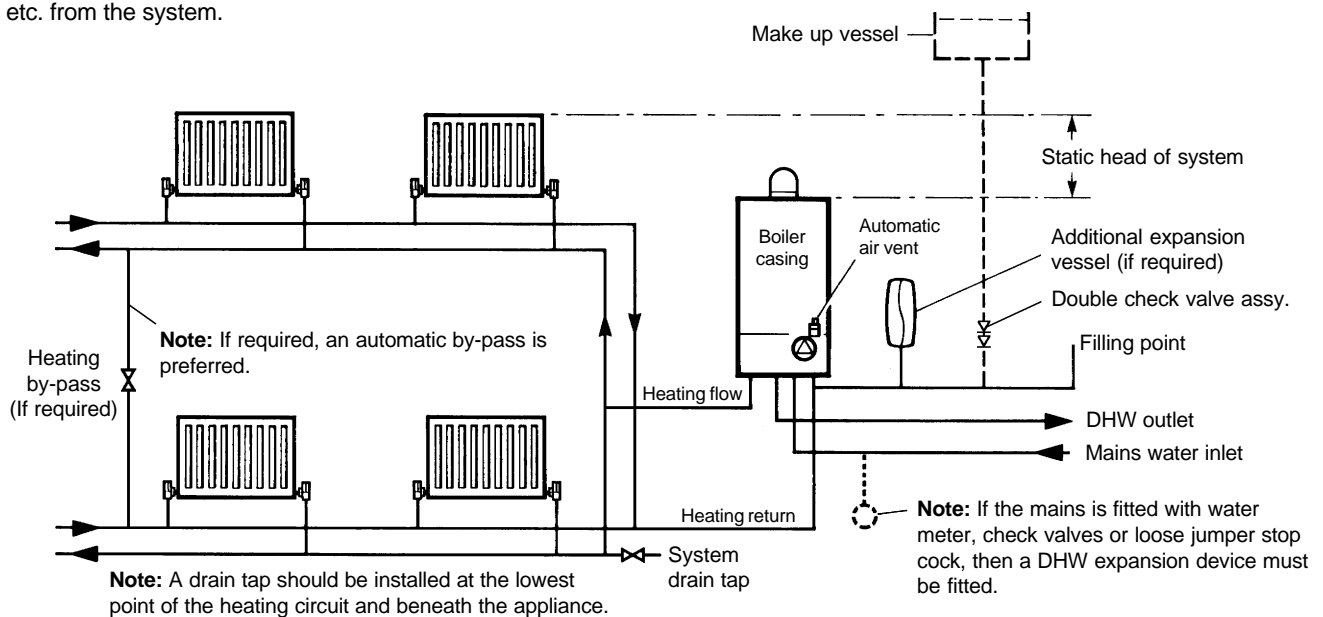 etc. from the system.
Make up vessel
Static head of system
Boiler
casing
Automatic
air vent
Additional expansion
vessel (if required)
Double check valve assy.
Filling point
Note: If required, an automatic by-pass is
preferred.
Heating
by-pass
(If required)
Heating flow
DHW outlet
Mains water inlet
Heating return
Note: If the mains is fitted with water
meter, check valves or loose jumper stop
cock, then a DHW expansion device must
be fitted.
System
drain tap
Note: A drain tap should be installed at the lowest
point of the heating circuit and beneath the appliance.